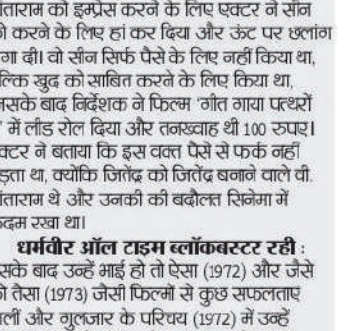 ंताराम को इम्प्रेस करने के लिए एक्टर ने सीन
करने के लिए हां कर दिया और ऊंट पर छलांग
गा दी। वो सीन सिर्फ पैसे के लिए नहीं किया था,
ल्कि खुद को साबित करने के लिए किया था,
सके बाद निर्देशक ने फिल्म 'गीत गाया पत्थरों
' में लीड रोल दिया और तनख्वाह थी 100 रुपए।
क्टर ने बताया कि इस वक्त पैसे से फर्क नहीं
ड़ता था, क्योंकि जितेंद्र को जितेंद्र बनाने वाले वी.
ांताराम थे और उनकी की बदौलत सिनेमा में
दम रखा था।
धर्मवीर ऑल टाइम ब्लॉकबस्टर रही :
सके बाद उन्हें भाई हो तो ऐसा (1972) और जैसे
ो तैसा (1973) जैसी फिल्मों से कुछ सफलताएं
लीं और गुलजार के परिचय (1972) में उन्हें